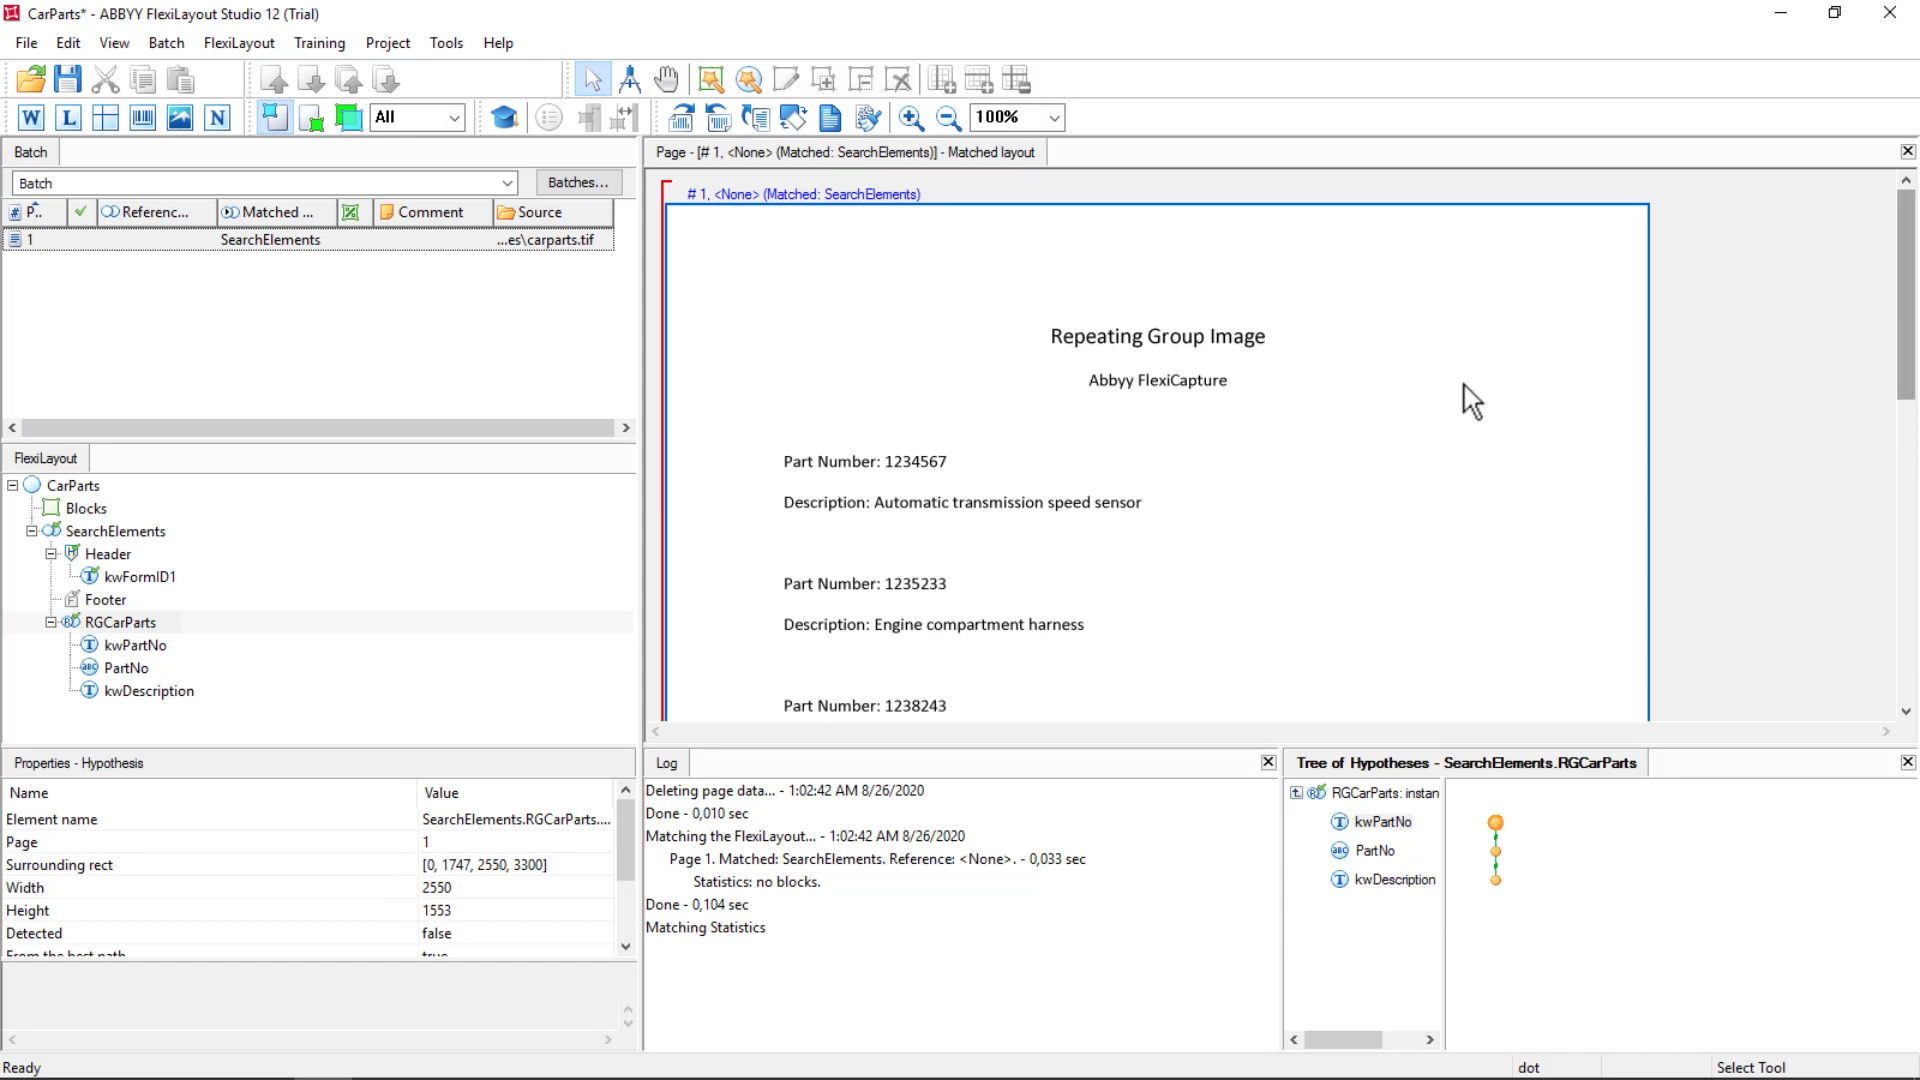 CarParts* - ABBYY FlexiLayout Studio 12 (Trial)
File Edit View Batch FlexiLayout Training Project Tools Help
W L N All 100%
Batch
Batch Batches...
# P.. Referenc... Matched ... Comment Source
1 SearchElements ...es\carparts.tif
FlexiLayout
CarParts
Blocks
SearchElements
Header
kwFormID1
Footer
RGCarParts
kwPartNo
PartNo
kwDescription
Properties - Hypothesis
Name Value
Element name SearchElements.RGCarParts....
Page 1
Surrounding rect [0, 1747, 2550, 3300]
Width 2550
Height 1553
Detected false
From the best path true
Page - [# 1, <None> (Matched: SearchElements)] - Matched layout
# 1, <None> (Matched: SearchElements)
Repeating Group Image
Abbyy FlexiCapture
Part Number: 1234567
Description: Automatic transmission speed sensor
Part Number: 1235233
Description: Engine compartment harness
Part Number: 1238243
Log
Deleting page data... - 1:02:42 AM 8/26/2020
Done - 0,010 sec
Matching the FlexiLayout... - 1:02:42 AM 8/26/2020
Page 1. Matched: SearchElements. Reference: <None>. - 0,033 sec
Statistics: no blocks.
Done - 0,104 sec
Matching Statistics
Tree of Hypotheses - SearchElements.RGCarParts
RGCarParts: instan
kwPartNo
PartNo
kwDescription
Ready dot Select Tool